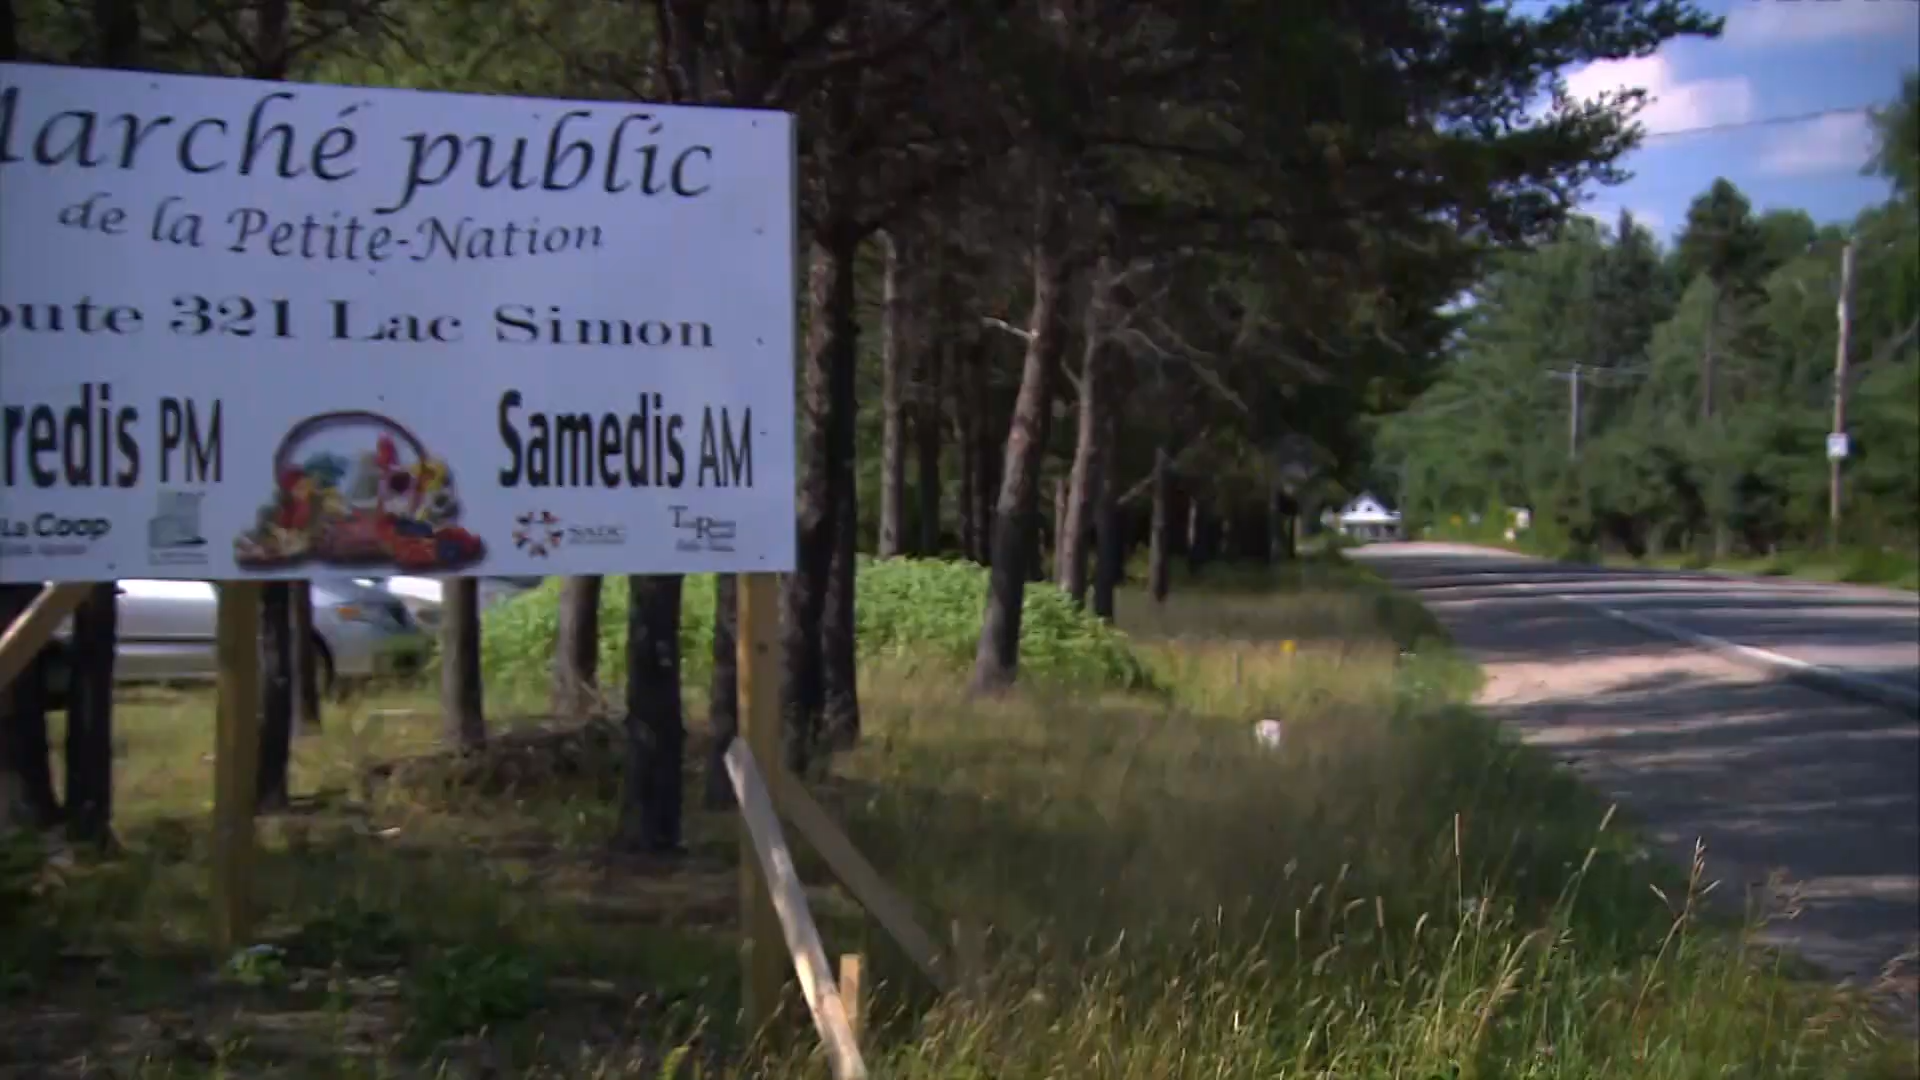 arché public
de la Petite-Nation
oute 321 Lac Simon
redis PM
Samedis AM
La Coop
SADC